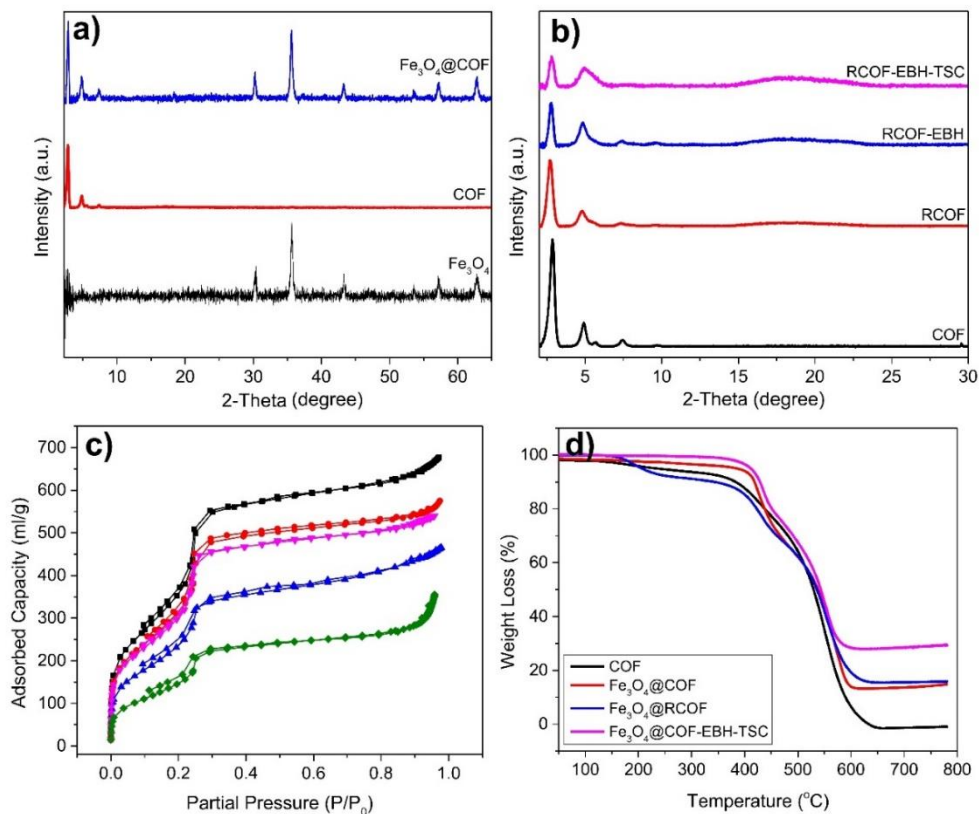 a)
Fe₃O₄@COF
COF
Fe₃O₄
Intensity (a.u.)
10 20 30 40 50 60
2-Theta (degree)
b)
RCOF-EBH-TSC
RCOF-EBH
RCOF
COF
Intensity (a.u.)
5 10 15 20 25 30
2-Theta (degree)
c)
700
600
500
400
300
200
100
0
Adsorbed Capacity (ml/g)
0.0 0.2 0.4 0.6 0.8 1.0
Partial Pressure (P/P₀)
d)
100
80
60
40
20
0
Weight Loss (%)
COF
Fe₃O₄@COF
Fe₃O₄@RCOF
Fe₃O₄@COF-EBH-TSC
100 200 300 400 500 600 700 800
Temperature (°C)